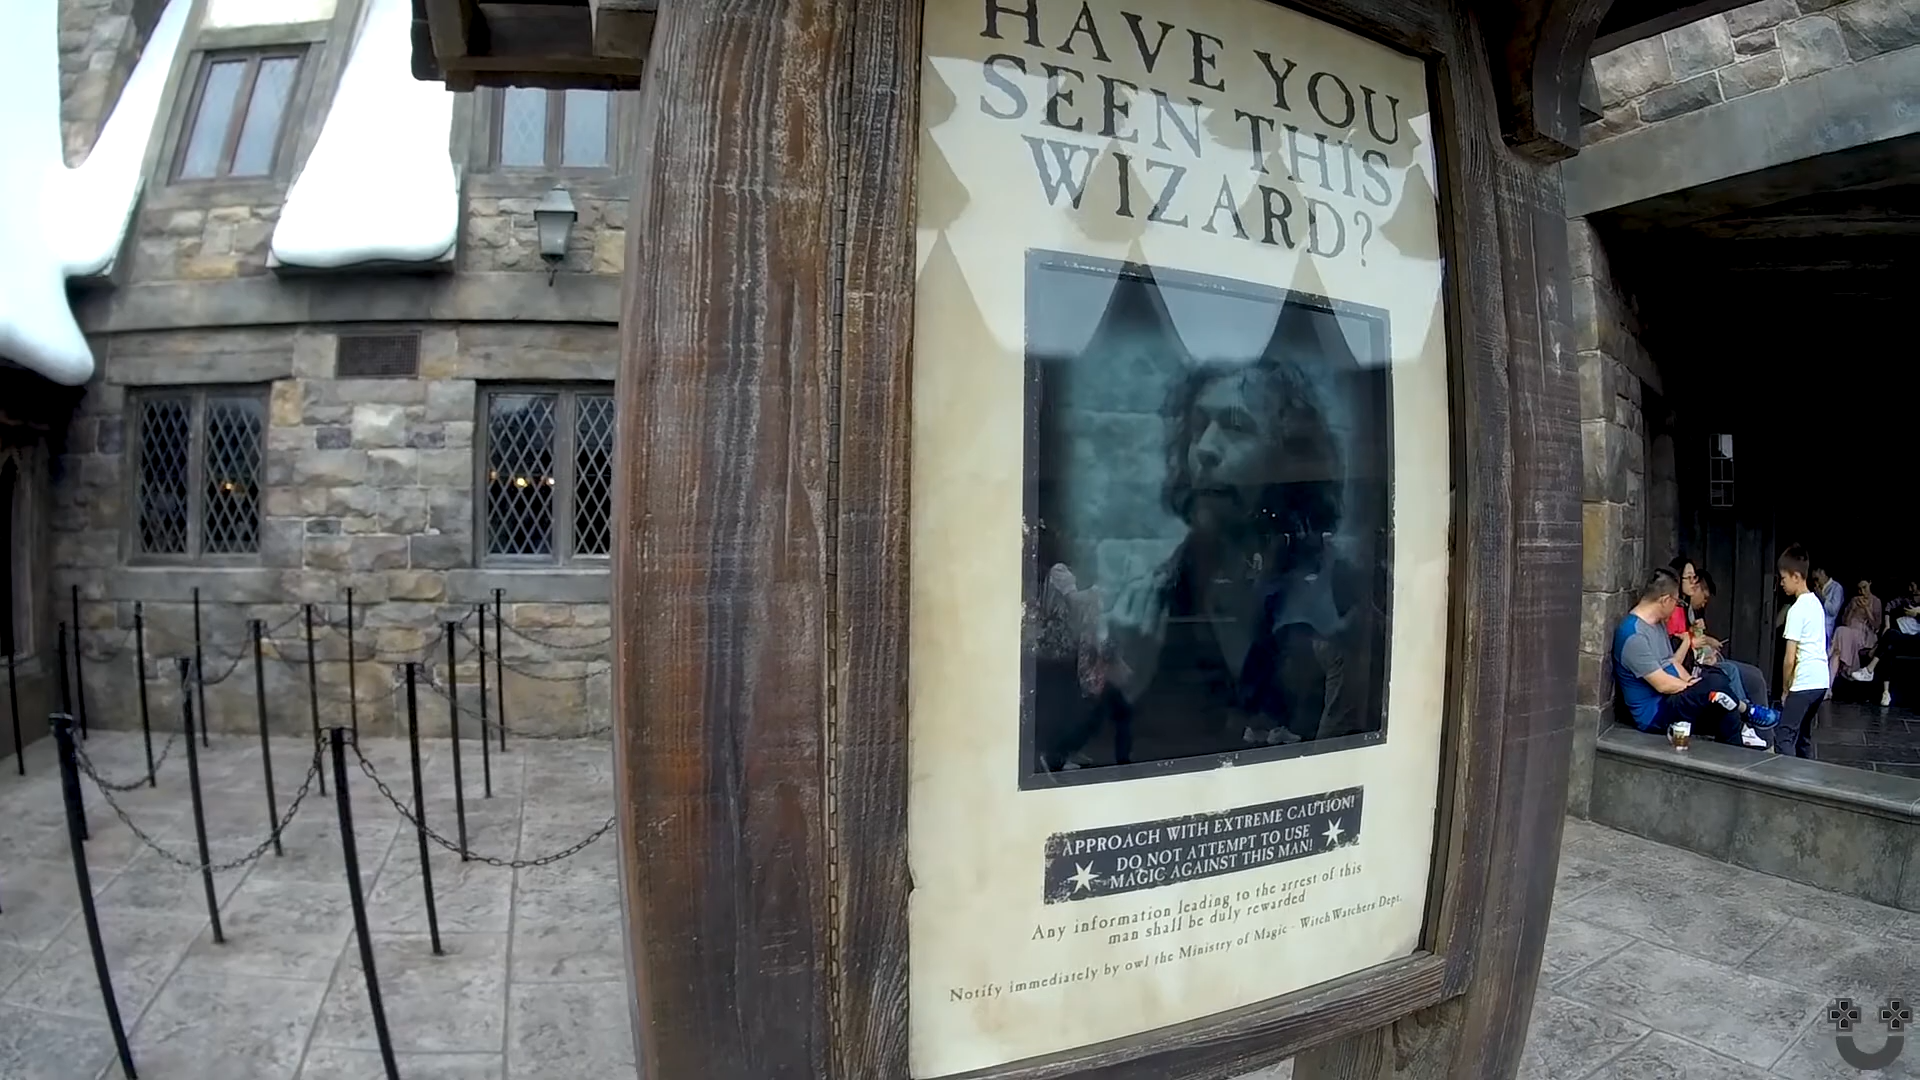 HAVE YOU
SEEN THIS
WIZARD?
APPROACH WITH EXTREME CAUTION!
DO NOT ATTEMPT TO USE
MAGIC AGAINST THIS MAN!
Any information leading to the arrest of this
man shall be duly rewarded
Notify immediately by owl the Ministry of Magic - Witch Watchers Dept.